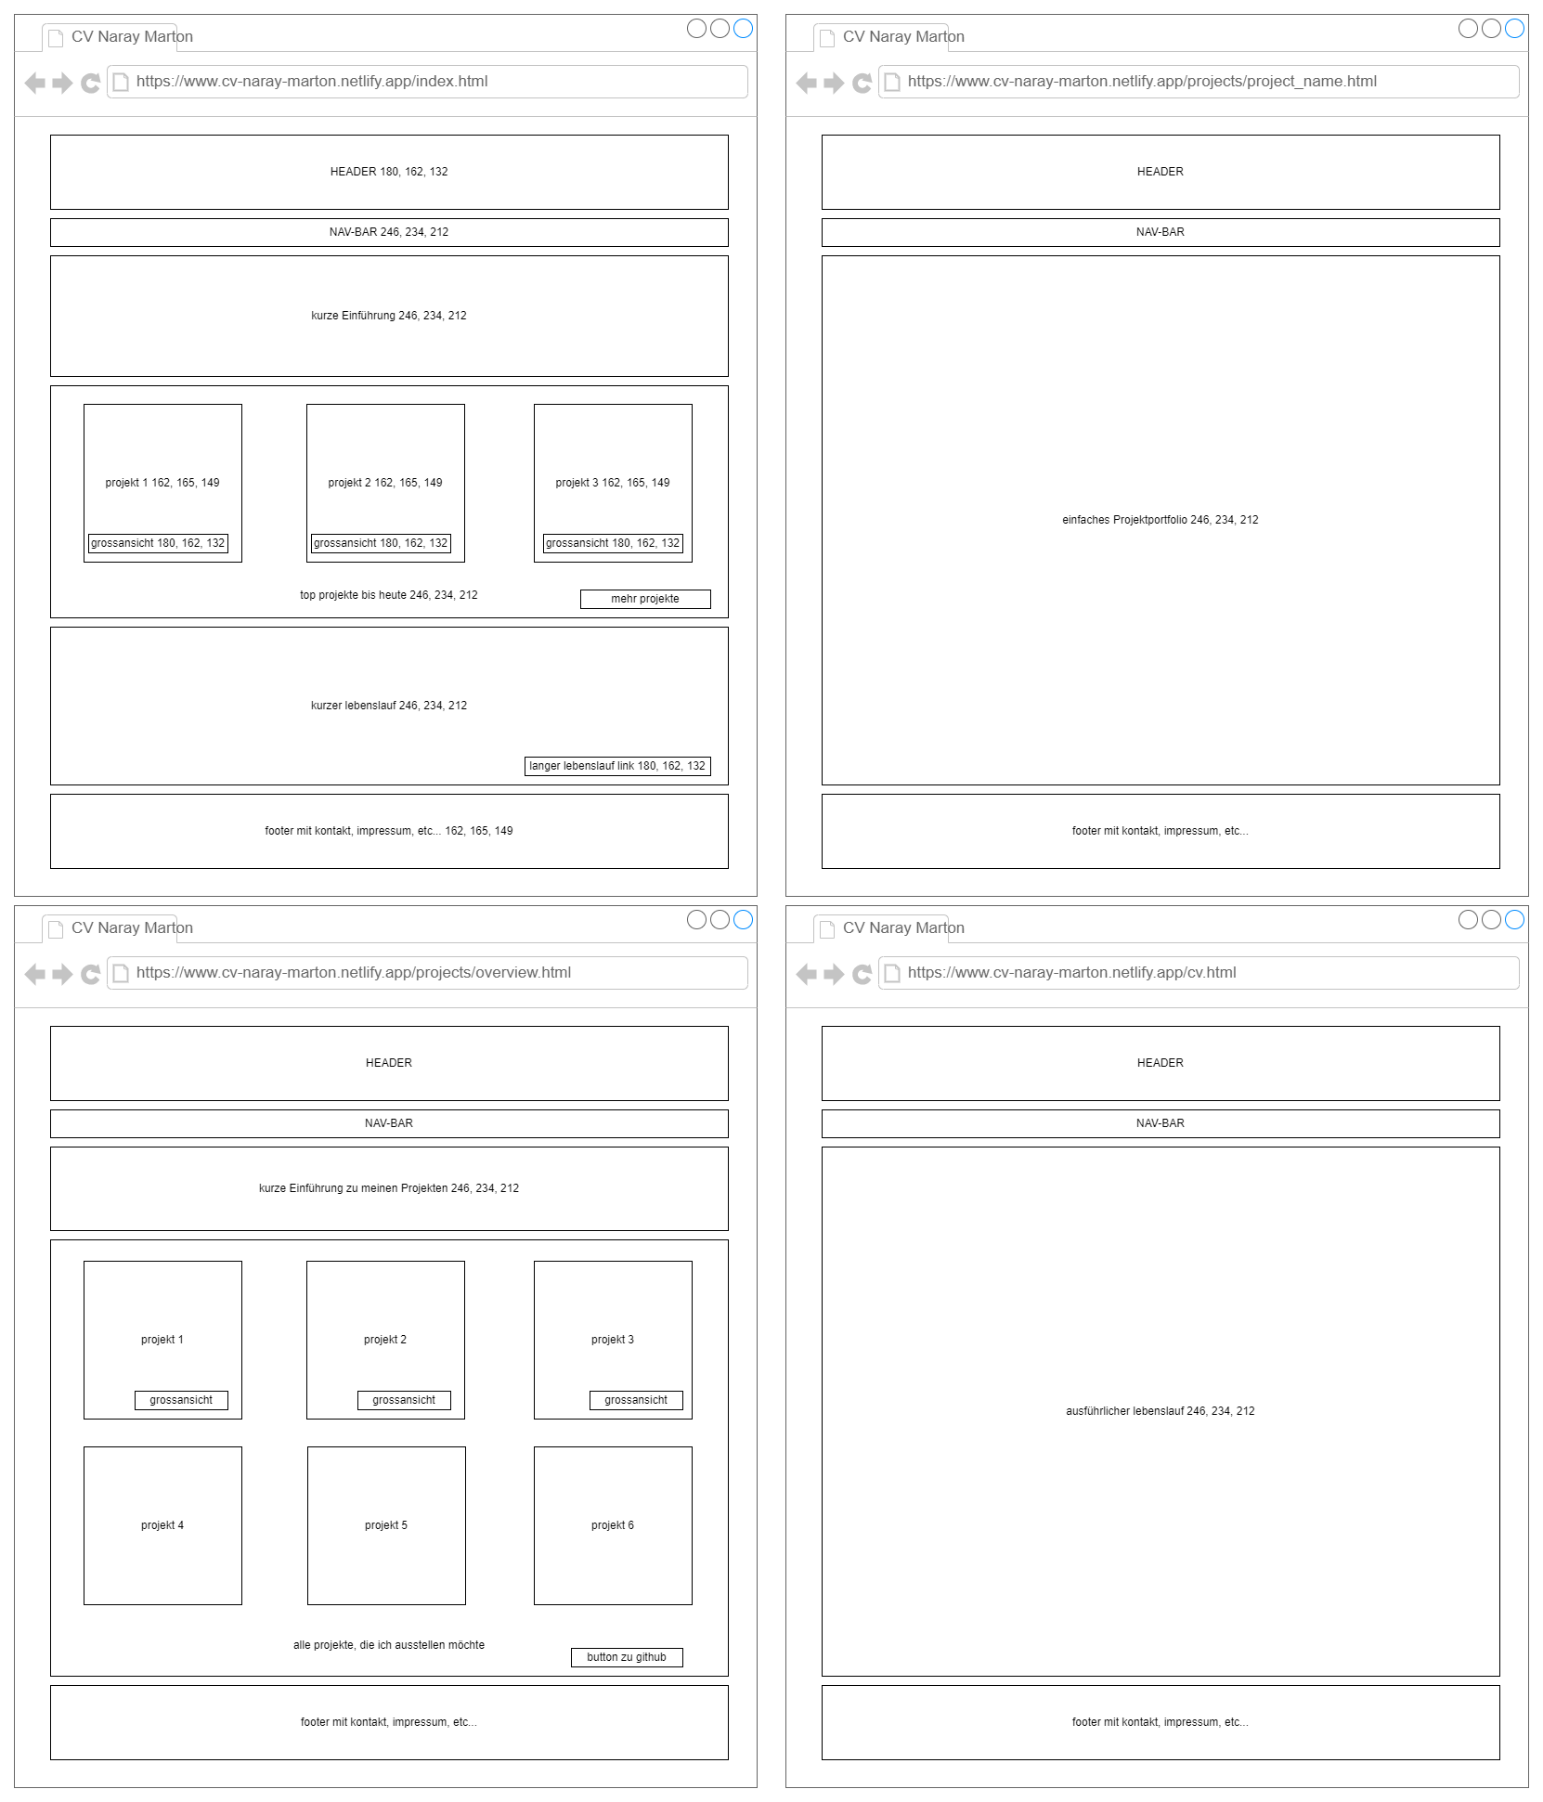 CV Naray Marton
https://www.cv-naray-marton.netlify.app/index.html
HEADER 180, 162, 132
NAV-BAR 246, 234, 212
kurze Einführung 246, 234, 212
projekt 1 162, 165, 149
grossansicht 180, 162, 132
projekt 2 162, 165, 149
grossansicht 180, 162, 132
projekt 3 162, 165, 149
grossansicht 180, 162, 132
top projekte bis heute 246, 234, 212
mehr projekte
kurzer lebenslauf 246, 234, 212
langer lebenslauf link 180, 162, 132
footer mit kontakt, impressum, etc... 162, 165, 149
CV Naray Marton
https://www.cv-naray-marton.netlify.app/projects/project_name.html
HEADER
NAV-BAR
einfaches Projektportfolio 246, 234, 212
footer mit kontakt, impressum, etc...
CV Naray Marton
https://www.cv-naray-marton.netlify.app/projects/overview.html
HEADER
NAV-BAR
kurze Einführung zu meinen Projekten 246, 234, 212
projekt 1
grossansicht
projekt 2
grossansicht
projekt 3
grossansicht
projekt 4
projekt 5
projekt 6
alle projekte, die ich ausstellen möchte
button zu github
footer mit kontakt, impressum, etc...
CV Naray Marton
https://www.cv-naray-marton.netlify.app/cv.html
HEADER
NAV-BAR
ausführlicher lebenslauf 246, 234, 212
footer mit kontakt, impressum, etc...